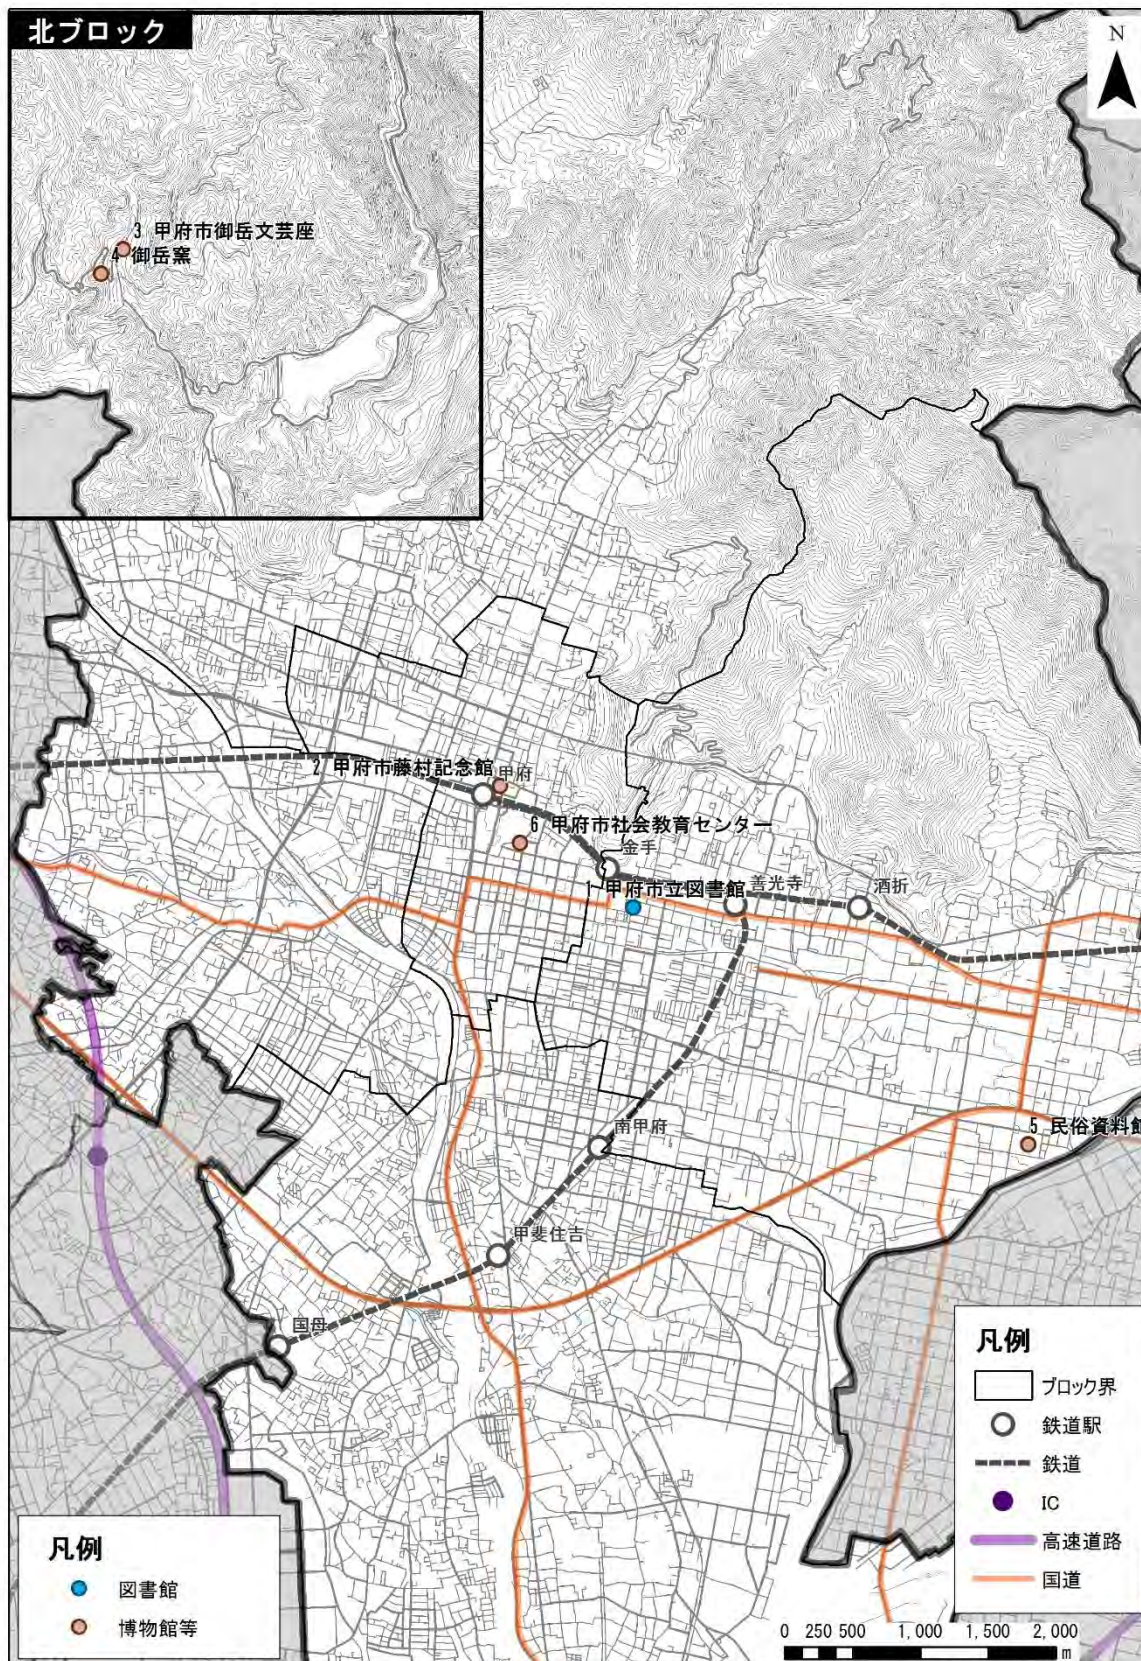 北ブロック
N
3 甲府市御岳文芸座
4 御岳窯
2 甲府市藤村記念館
甲府
6 甲府市社会教育センター
金手
1 甲府市立図書館
善光寺
酒折
南甲府
5 民俗資料館
甲斐住吉
国母
凡例
ブロック界
鉄道駅
鉄道
IC
高速道路
国道
凡例
図書館
博物館等
0 250 500 1,000 1,500 2,000
m